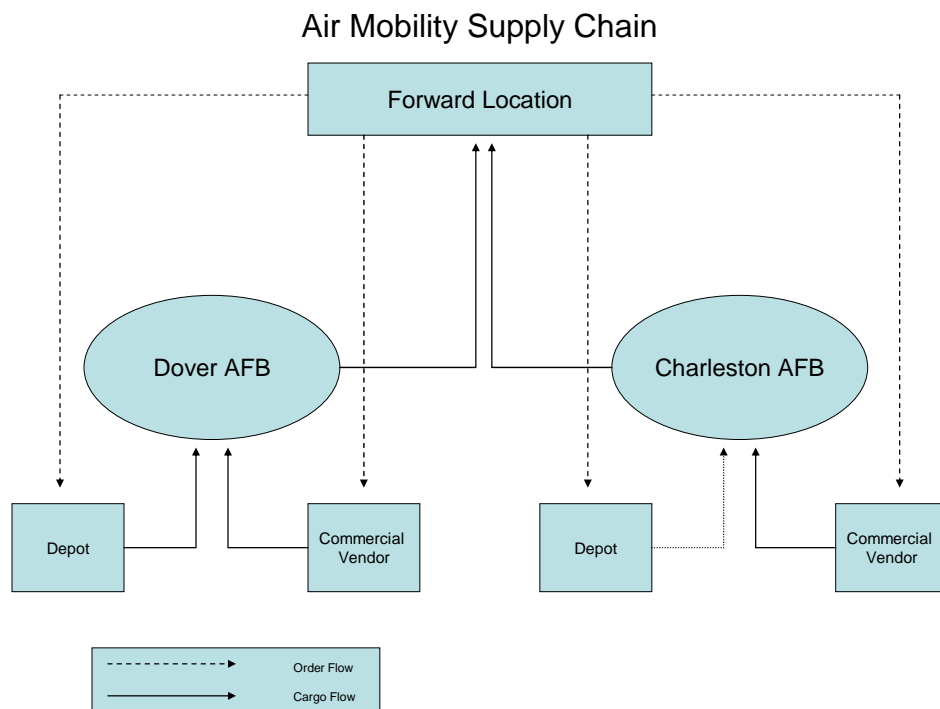 Air Mobility Supply Chain
Forward Location
Dover AFB
Charleston AFB
Depot
Commercial
Vendor
Depot
Commercial
Vendor
Order Flow
Cargo Flow